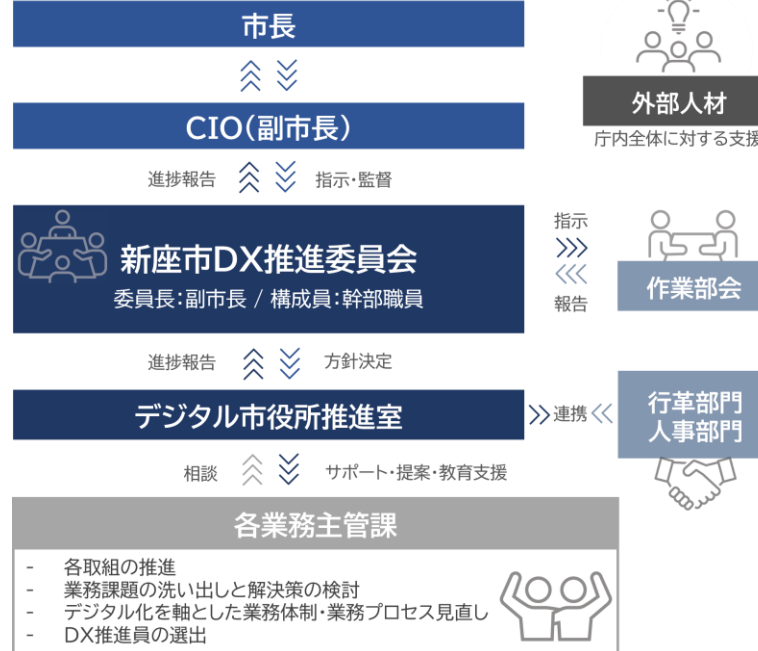 市長
CIO(副市長)
外部人材
庁内全体に対する支援
進捗報告
指示・監督
新座市DX推進委員会
委員長:副市長 / 構成員:幹部職員
指示
報告
作業部会
進捗報告
方針決定
デジタル市役所推進室
連携
行革部門
人事部門
相談
サポート・提案・教育支援
各業務主管課
- 各取組の推進
- 業務課題の洗い出しと解決策の検討
- デジタル化を軸とした業務体制・業務プロセス見直し
- DX推進員の選出